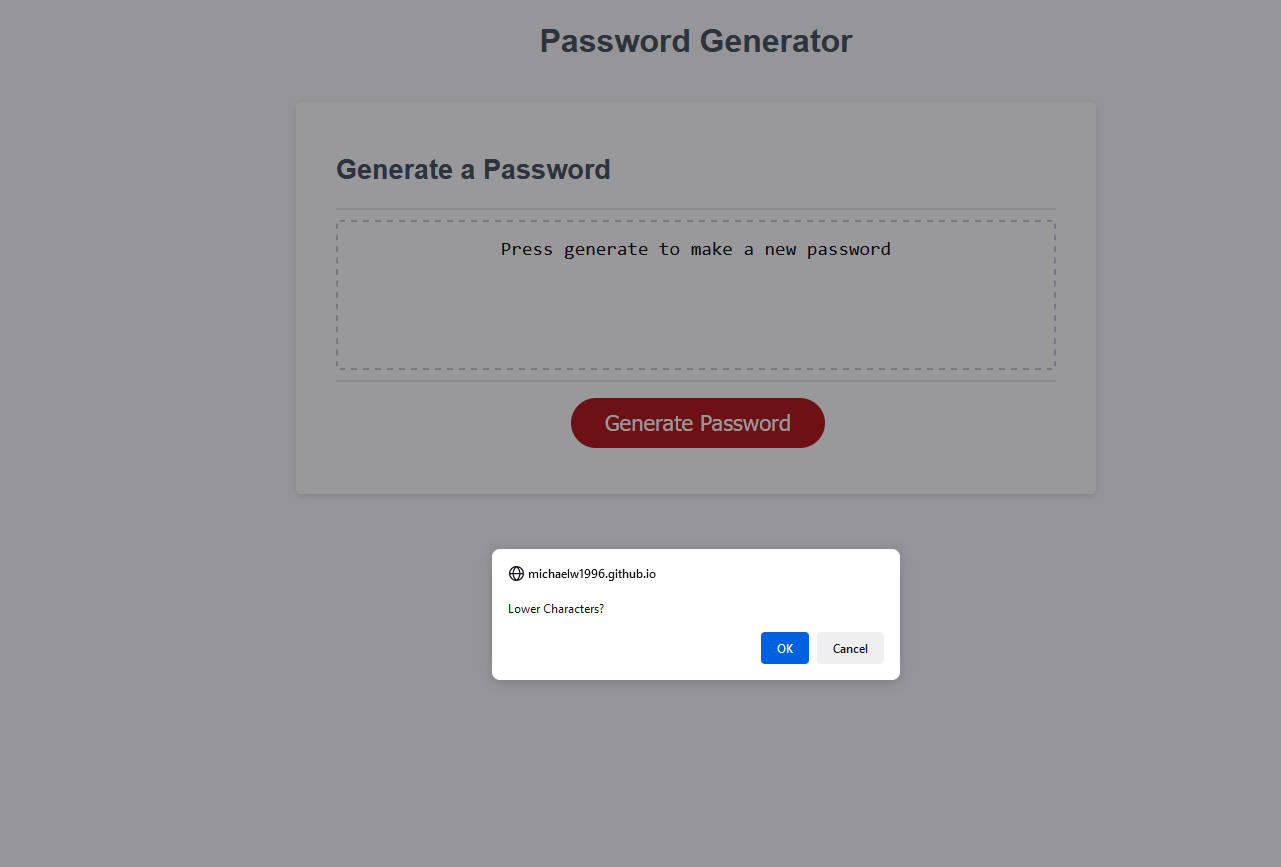 Password Generator
Generate a Password
Press generate to make a new password
Generate Password
michaelw1996.github.io
Lower Characters?
OK Cancel